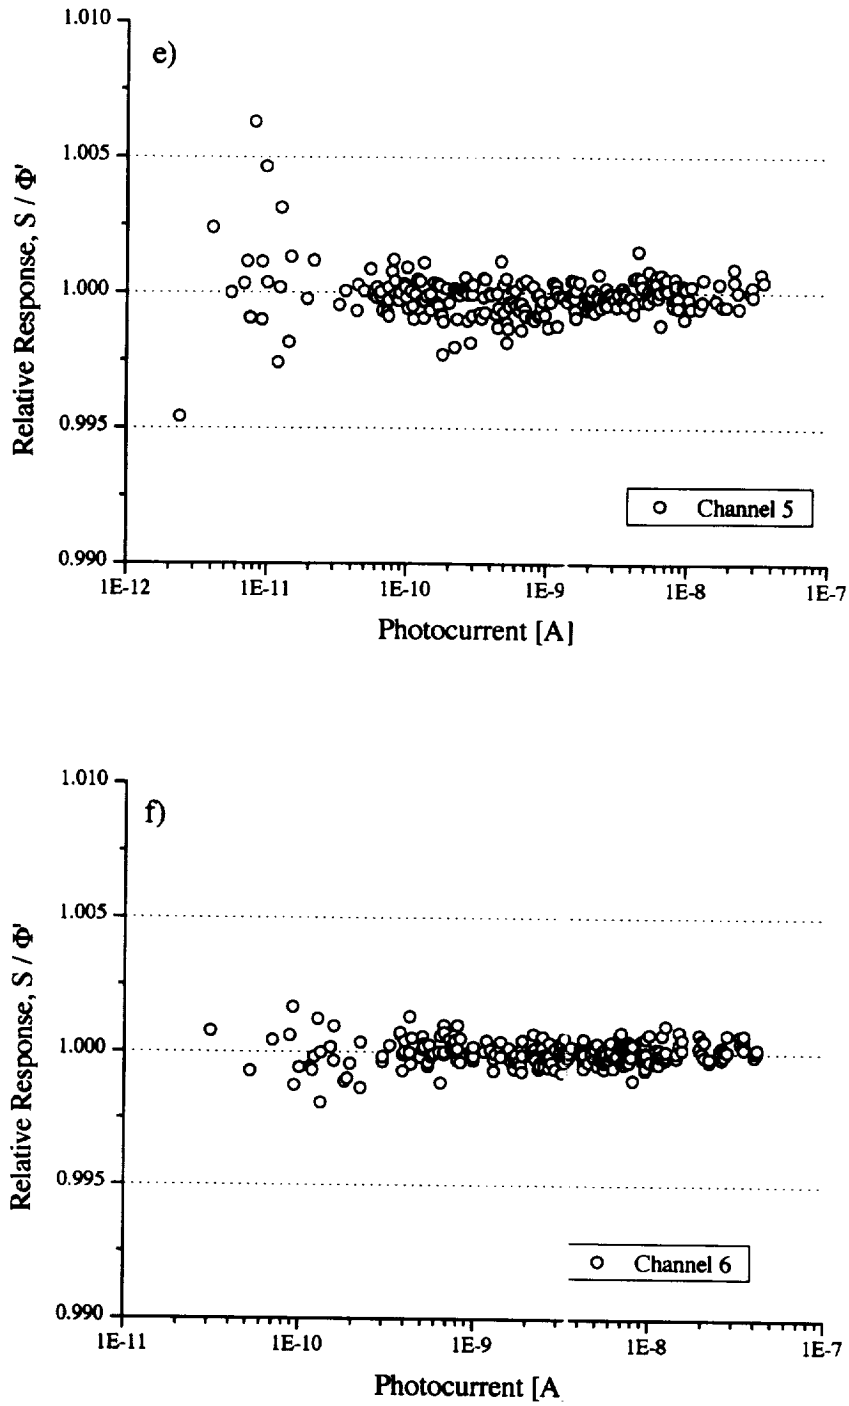 e)
1.010
1.005
1.000
0.995
0.990
Relative Response, S / Φ'
Channel 5
1E-12 1E-11 1E-10 1E-9 1E-8 1E-7
Photocurrent [A]
f)
1.010
1.005
1.000
0.995
0.990
Relative Response, S / Φ'
Channel 6
1E-11 1E-10 1E-9 1E-8 1E-7
Photocurrent [A